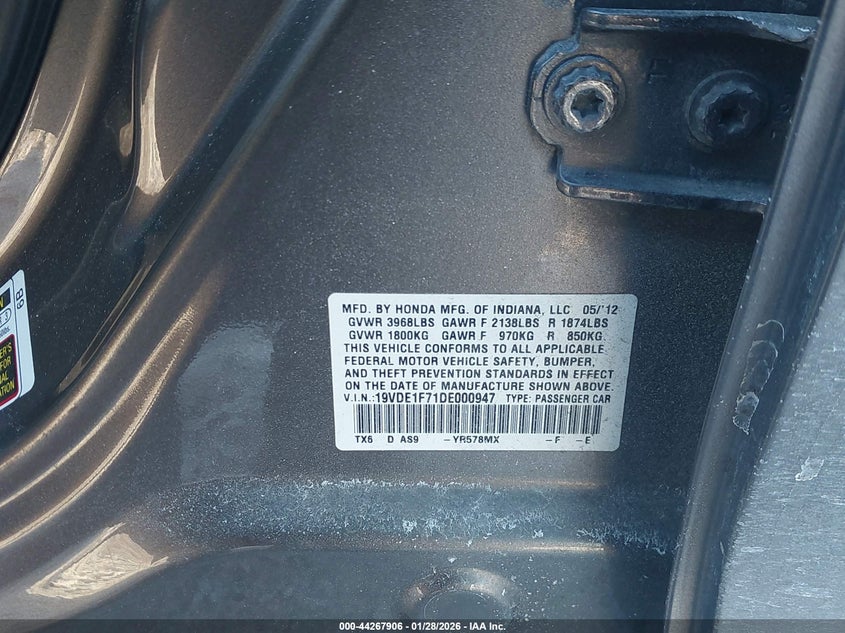 MFD. BY HONDA MFG. OF INDIANA, LLC 05/'12
GVWR 3968LBS GAWR F 2138LBS R 1874LBS
GVWR 1800KG GAWR F 970KG R 850KG
THIS VEHICLE CONFORMS TO ALL APPLICABLE
FEDERAL MOTOR VEHICLE SAFETY, BUMPER,
AND THEFT PREVENTION STANDARDS IN EFFECT
ON THE DATE OF MANUFACTURE SHOWN ABOVE.
V.I.N.:19VDE1F71DE000947 TYPE: PASSENGER CAR
TX6 D AS9 -YR578MX -F -E
6B
000-44267906 - 01/28/2026 - IAA Inc.